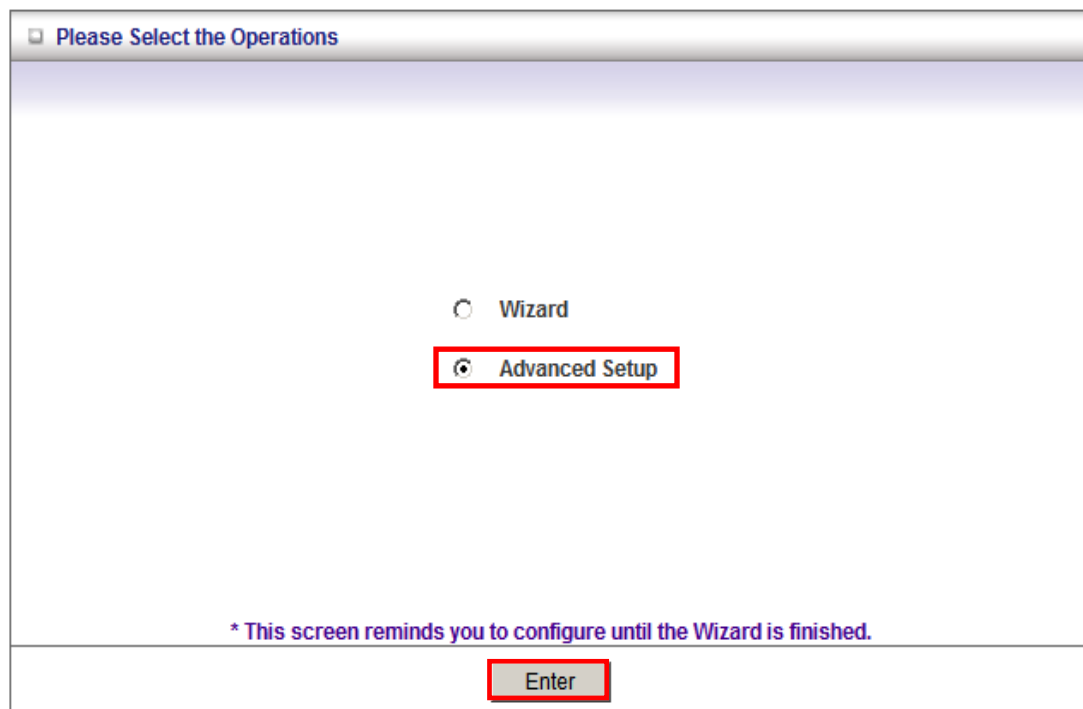 Please Select the Operations
Wizard
Advanced Setup
* This screen reminds you to configure until the Wizard is finished.
Enter